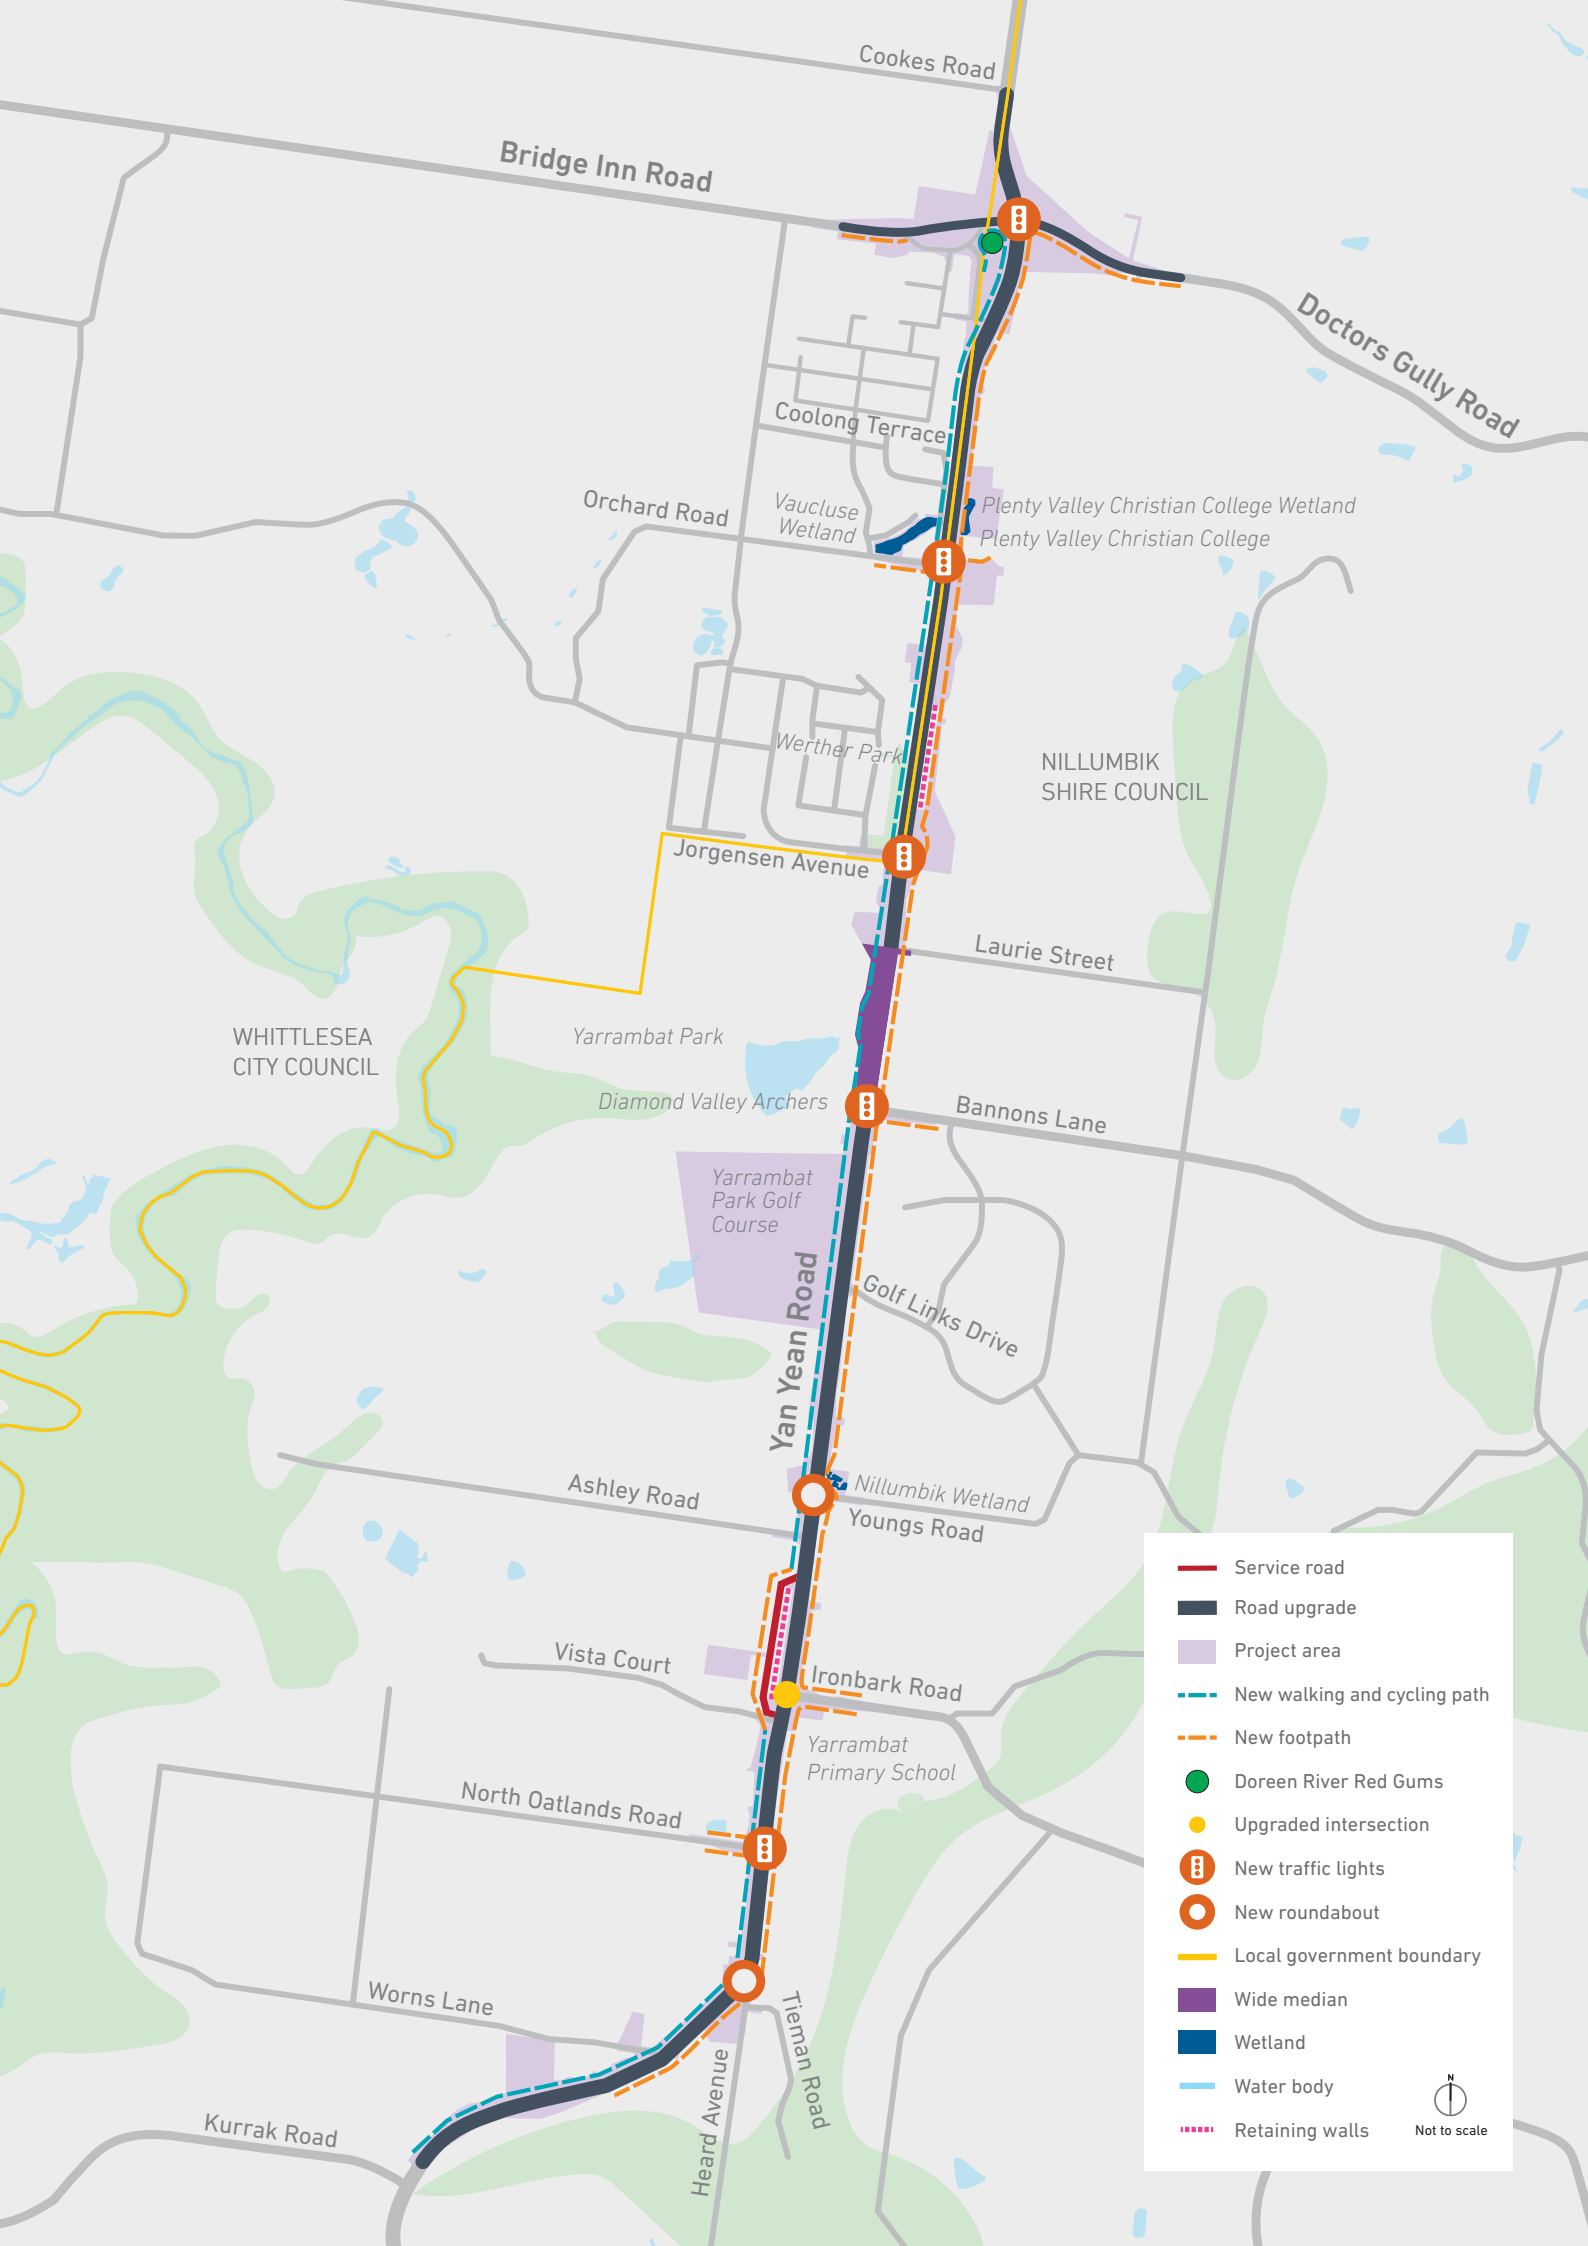 Cookes Road
Bridge Inn Road
Doctors Gully Road
Coolong Terrace
Orchard Road
Vaucluse
Wetland
Plenty Valley Christian College Wetland
Plenty Valley Christian College
Werther Park
NILLUMBIK
SHIRE COUNCIL
Jorgensen Avenue
Laurie Street
WHITTLESEA
CITY COUNCIL
Yarrambat Park
Diamond Valley Archers
Bannons Lane
Yarrambat
Park Golf
Course
Yan Yean Road
Golf Links Drive
Ashley Road
Nillumbik Wetland
Youngs Road
Vista Court
Ironbark Road
Yarrambat
Primary School
North Oatlands Road
Worns Lane
Tieman Road
Heard Avenue
Kurrak Road
Service road
Road upgrade
Project area
New walking and cycling path
New footpath
Doreen River Red Gums
Upgraded intersection
New traffic lights
New roundabout
Local government boundary
Wide median
Wetland
Water body
Retaining walls
N
Not to scale